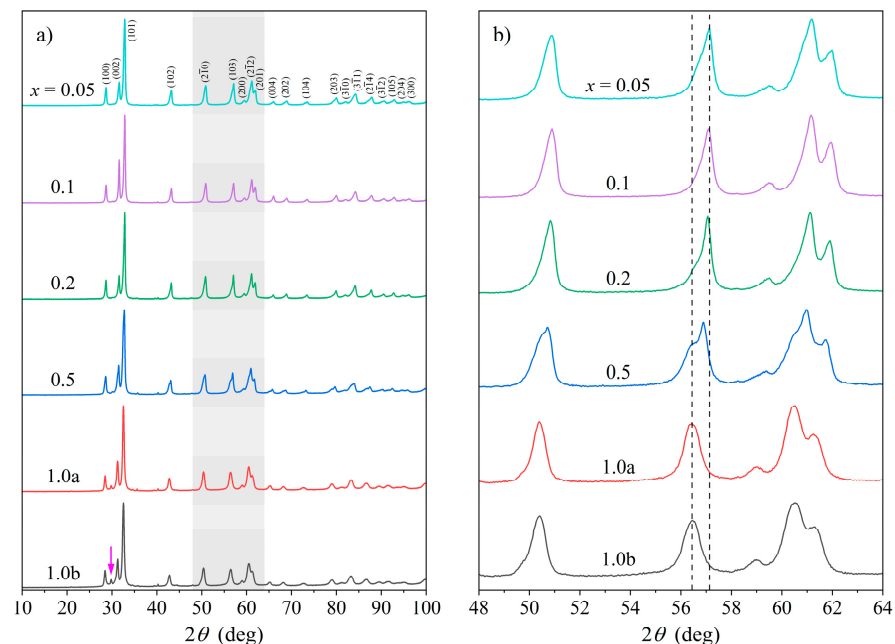 a)
(100)
(002)
(101)
(102)
(21̄0)
(103)
(200)
(21̄2)
(201)
(004)
(202)
(104)
(203)
(31̄0)
(31̄1)
(21̄4)
(31̄2)
(105)
(204)
(300)
x = 0.05
0.1
0.2
0.5
1.0a
1.0b
10 20 30 40 50 60 70 80 90 100
2θ (deg)
b)
x = 0.05
0.1
0.2
0.5
1.0a
1.0b
48 50 52 54 56 58 60 62 64
2θ (deg)